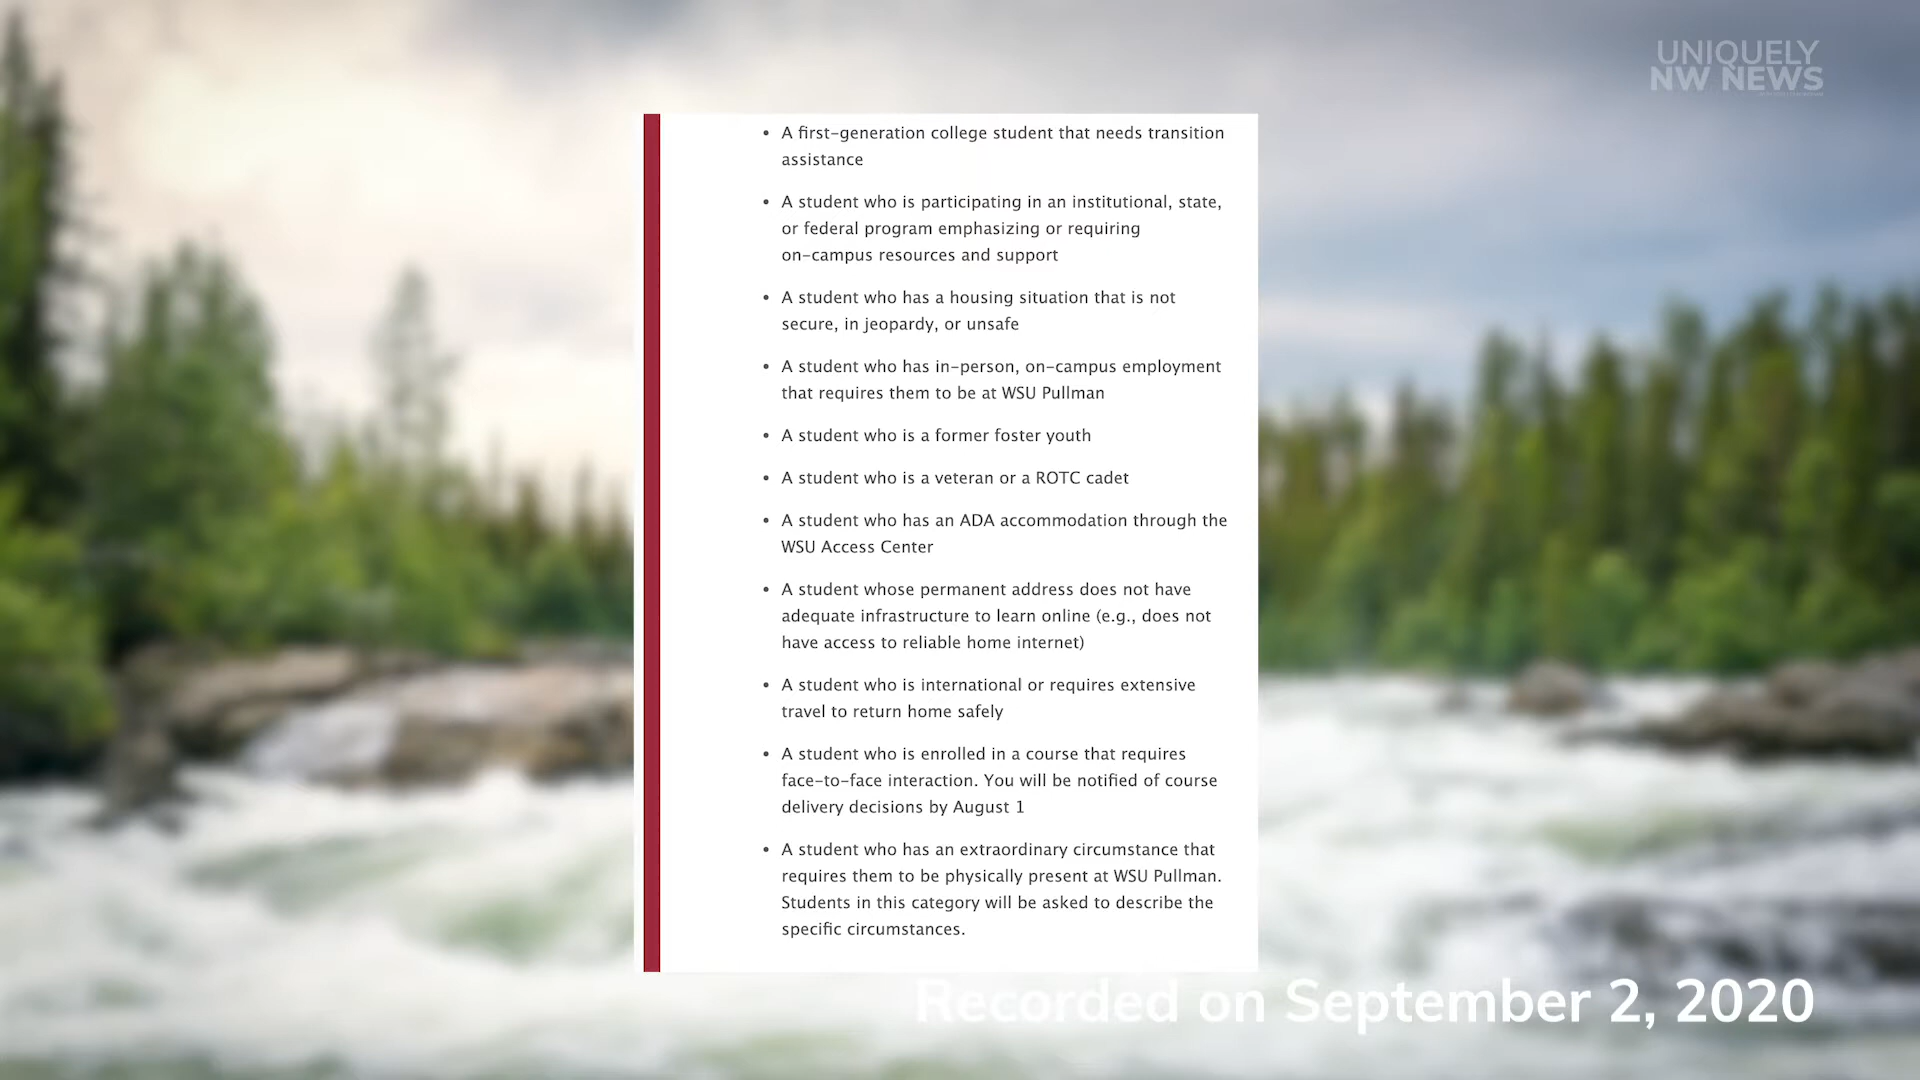 UNIQUELY
NW NEWS
• A first-generation college student that needs transition
assistance
• A student who is participating in an institutional, state,
or federal program emphasizing or requiring
on-campus resources and support
• A student who has a housing situation that is not
secure, in jeopardy, or unsafe
• A student who has in-person, on-campus employment
that requires them to be at WSU Pullman
• A student who is a former foster youth
• A student who is a veteran or a ROTC cadet
• A student who has an ADA accommodation through the
WSU Access Center
• A student whose permanent address does not have
adequate infrastructure to learn online (e.g., does not
have access to reliable home internet)
• A student who is international or requires extensive
travel to return home safely
• A student who is enrolled in a course that requires
face-to-face interaction. You will be notified of course
delivery decisions by August 1
• A student who has an extraordinary circumstance that
requires them to be physically present at WSU Pullman.
Students in this category will be asked to describe the
specific circumstances.
Recorded on September 2, 2020